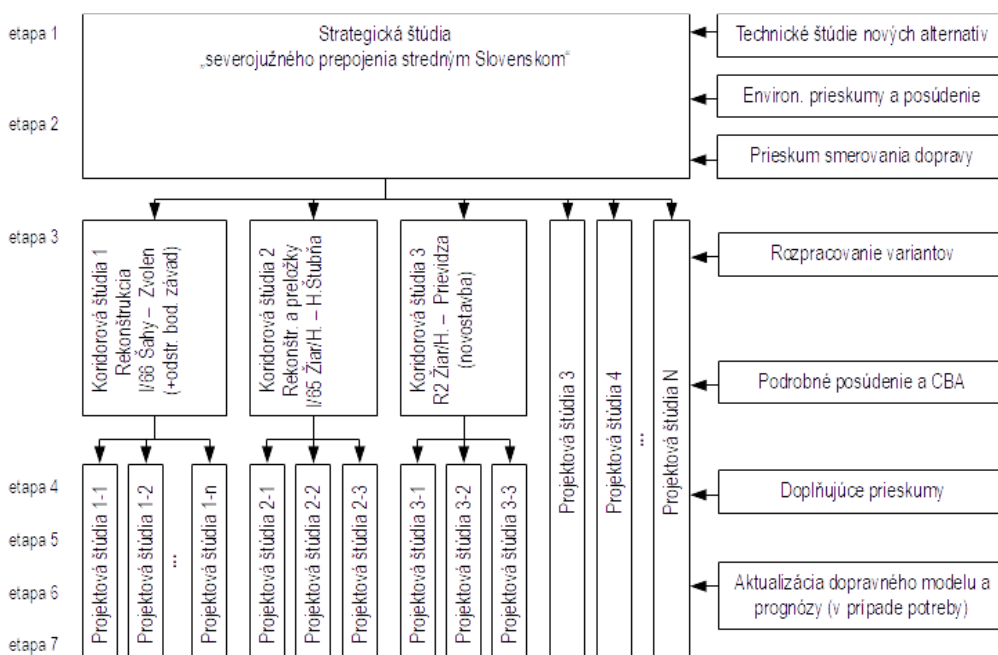 etapa 1
etapa 2
etapa 3
etapa 4
etapa 5
etapa 6
etapa 7
Strategická štúdia
„severojužného prepojenia stredným Slovenskom"
Koridorová štúdia 1
Rekonštrukcia
I/66 Šahy – Zvolen
(+odstr. bod. závad)
Koridorová štúdia 2
Rekonštr. a preložky
I/65 Žiar/H. – H.Štubňa
Koridorová štúdia 3
R2 Žiar/H. – Prievidza
(novostavba)
Projektová štúdia 3
Projektová štúdia 4
...
Projektová štúdia N
Projektová štúdia 1-1
Projektová štúdia 1-2
...
Projektová štúdia 1-n
Projektová štúdia 2-1
Projektová štúdia 2-2
Projektová štúdia 2-3
Projektová štúdia 3-1
Projektová štúdia 3-2
Projektová štúdia 3-3
Technické štúdie nových alternatív
Environ. prieskumy a posúdenie
Prieskum smerovania dopravy
Rozpracovanie variantov
Podrobné posúdenie a CBA
Doplňujúce prieskumy
Aktualizácia dopravného modelu a
prognózy (v prípade potreby)